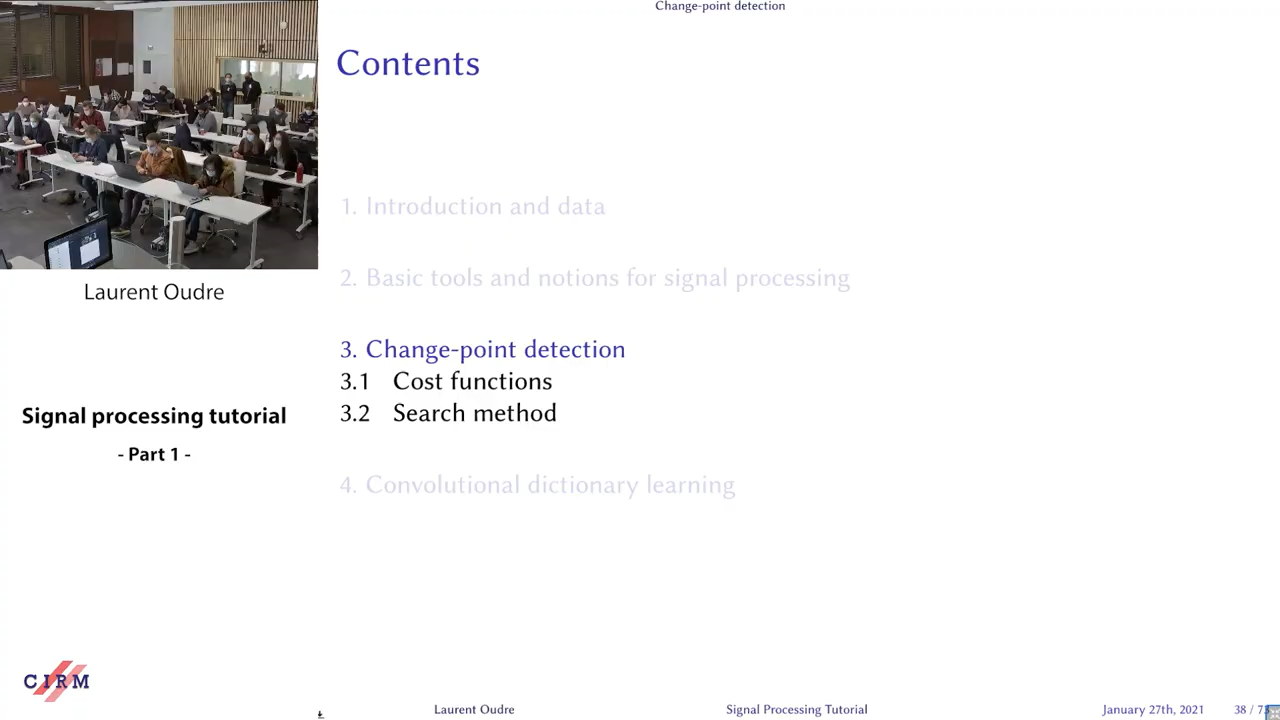 Change-point detection
Contents
1. Introduction and data
2. Basic tools and notions for signal processing
3. Change-point detection
3.1 Cost functions
3.2 Search method
4. Convolutional dictionary learning
Laurent Oudre
Signal processing tutorial
- Part 1 -
CIRM
Laurent Oudre
Signal Processing Tutorial
January 27th, 2021
38 /